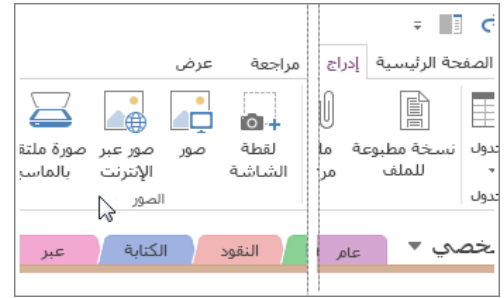 الصفحة الرئيسية إدراج مراجعة عرض
نسخة مطبوعة لقطة صور صور عبر صورة
للملف الشاشة الإنترنت
الصور
عام النقود الكتابة عبر